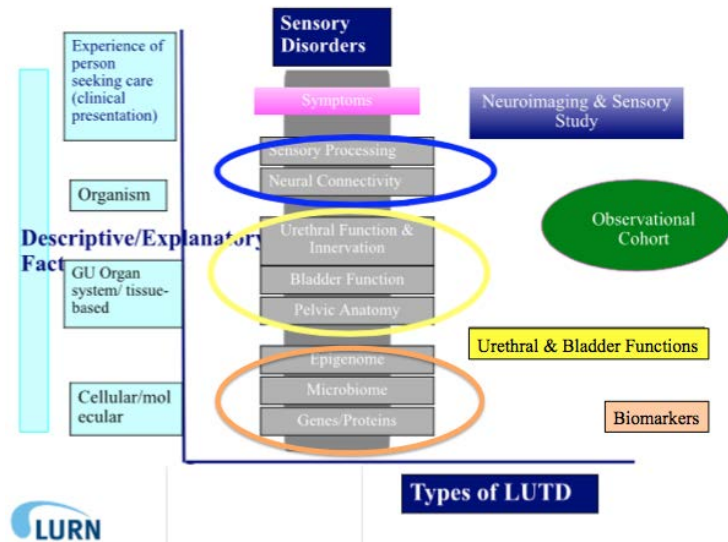 Sensory
Disorders
Experience of
person
seeking care
(clinical
presentation)
Symptoms
Neuroimaging & Sensory
Study
Sensory Processing
Neural Connectivity
Organism
Observational
Cohort
Urethral Function &
Innervation
Descriptive/Explanatory
Fact
GU Organ
system/ tissue-
based
Bladder Function
Pelvic Anatomy
Urethral & Bladder Functions
Epigenome
Microbiome
Genes/Proteins
Cellular/mol
ecular
Biomarkers
Types of LUTD
LURN